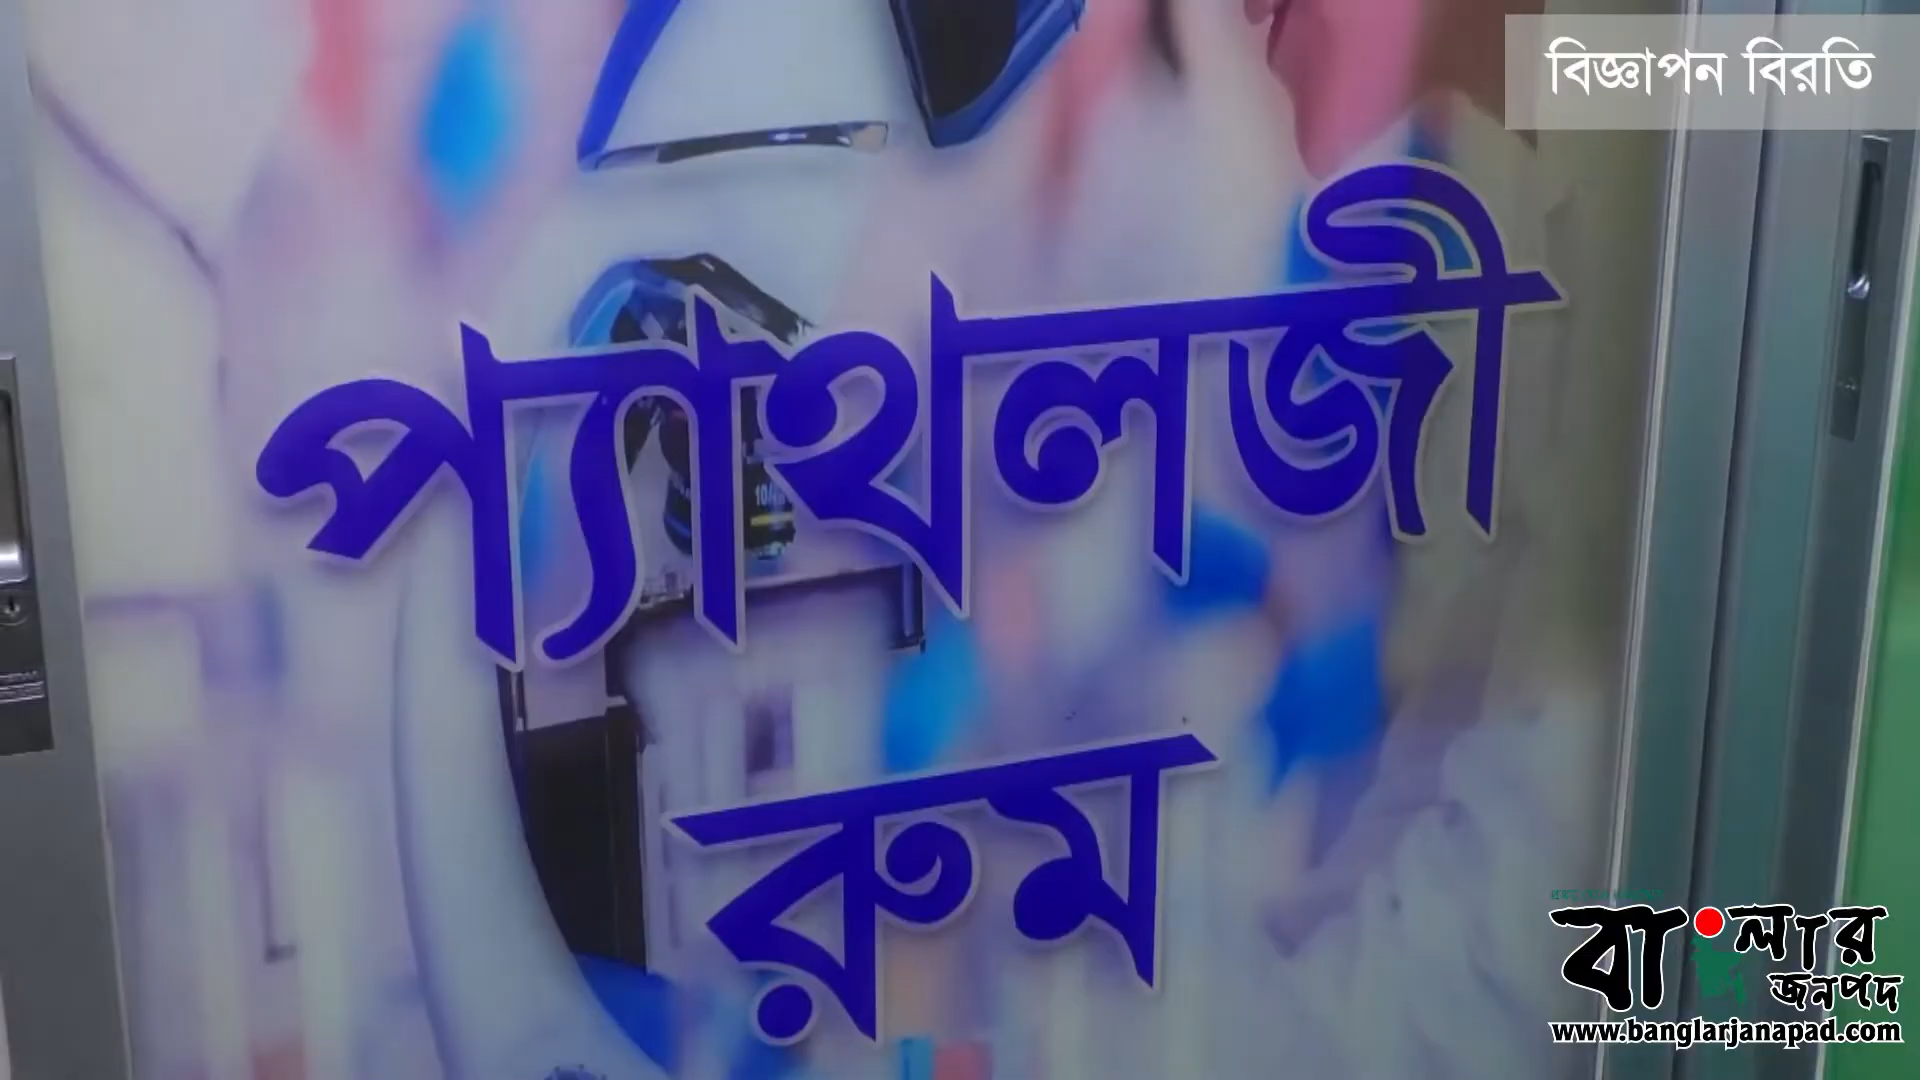 বিজ্ঞাপন বিরতি
প্যাথলজী
রুম
বাংলার
জনপদ
www.banglarjanapad.com